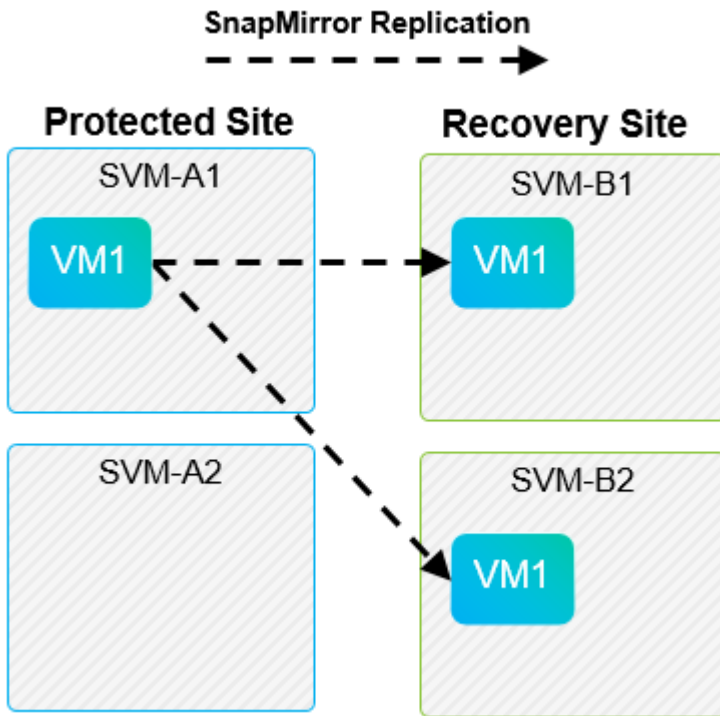 SnapMirror Replication
Protected Site
Recovery Site
SVM-A1
SVM-B1
VM1
VM1
SVM-A2
SVM-B2
VM1